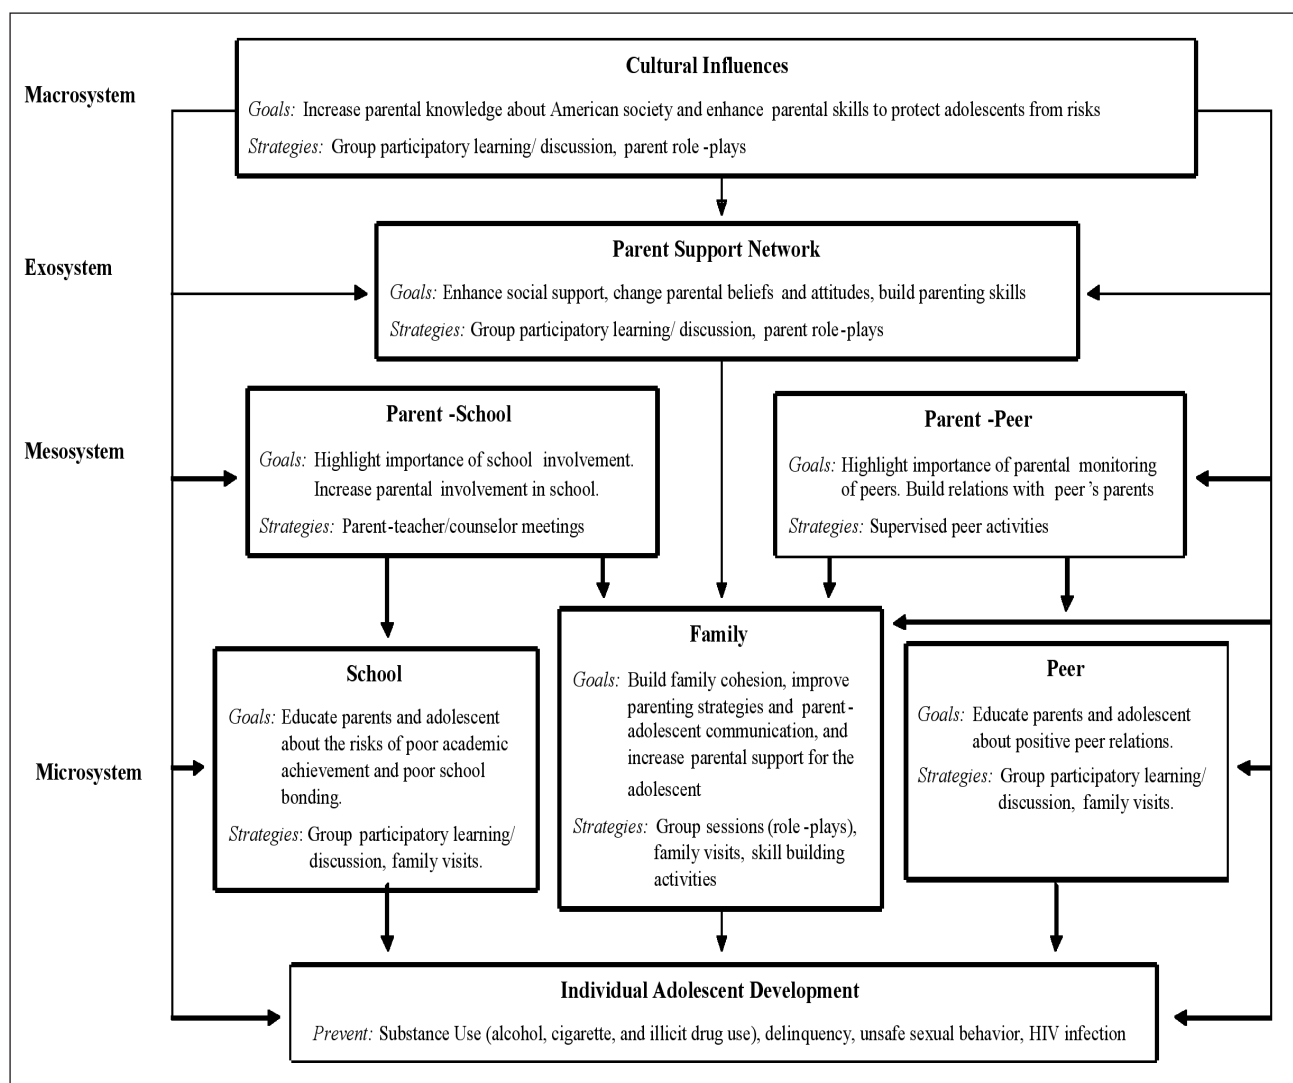 Macrosystem
Cultural Influences
Goals: Increase parental knowledge about American society and enhance parental skills to protect adolescents from risks
Strategies: Group participatory learning/ discussion, parent role-plays
Exosystem
Parent Support Network
Goals: Enhance social support, change parental beliefs and attitudes, build parenting skills
Strategies: Group participatory learning/ discussion, parent role-plays
Mesosystem
Parent -School
Goals: Highlight importance of school involvement.
Increase parental involvement in school.
Strategies: Parent-teacher/counselor meetings
Parent -Peer
Goals: Highlight importance of parental monitoring
of peers. Build relations with peer's parents
Strategies: Supervised peer activities
Microsystem
School
Goals: Educate parents and adolescent
about the risks of poor academic
achievement and poor school
bonding.
Strategies: Group participatory learning/
discussion, family visits.
Family
Goals: Build family cohesion, improve
parenting strategies and parent-
adolescent communication, and
increase parental support for the
adolescent
Strategies: Group sessions (role-plays),
family visits, skill building
activities
Peer
Goals: Educate parents and adolescent
about positive peer relations.
Strategies: Group participatory learning/
discussion, family visits.
Individual Adolescent Development
Prevent: Substance Use (alcohol, cigarette, and illicit drug use), delinquency, unsafe sexual behavior, HIV infection